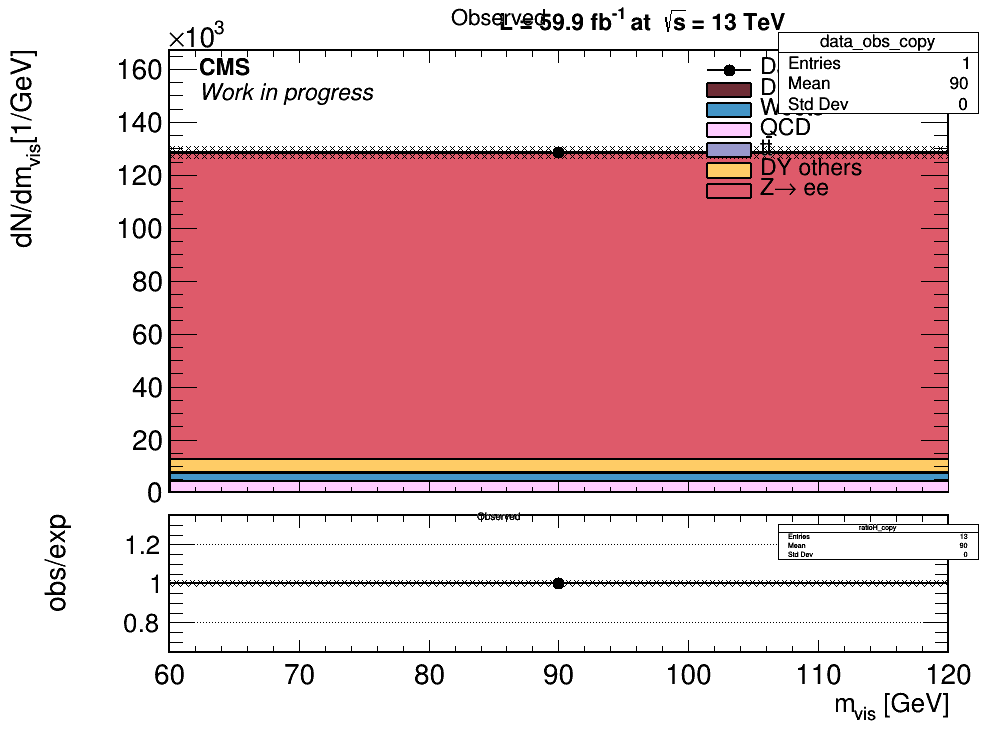 Observed
L = 59.9 fb⁻¹ at √s = 13 TeV
×10³
dN/dm_vis[1/GeV]
CMS
Work in progress
data_obs_copy
Entries 1
Mean 90
Std Dev 0
QCD
tt̄
DY others
Z→ ee
160
140
120
100
80
60
40
20
0
Observed
obs/exp
ratioH_copy
Entries 13
Mean 90
Std Dev 0
1.2
1
0.8
60 70 80 90 100 110 120
m_vis [GeV]